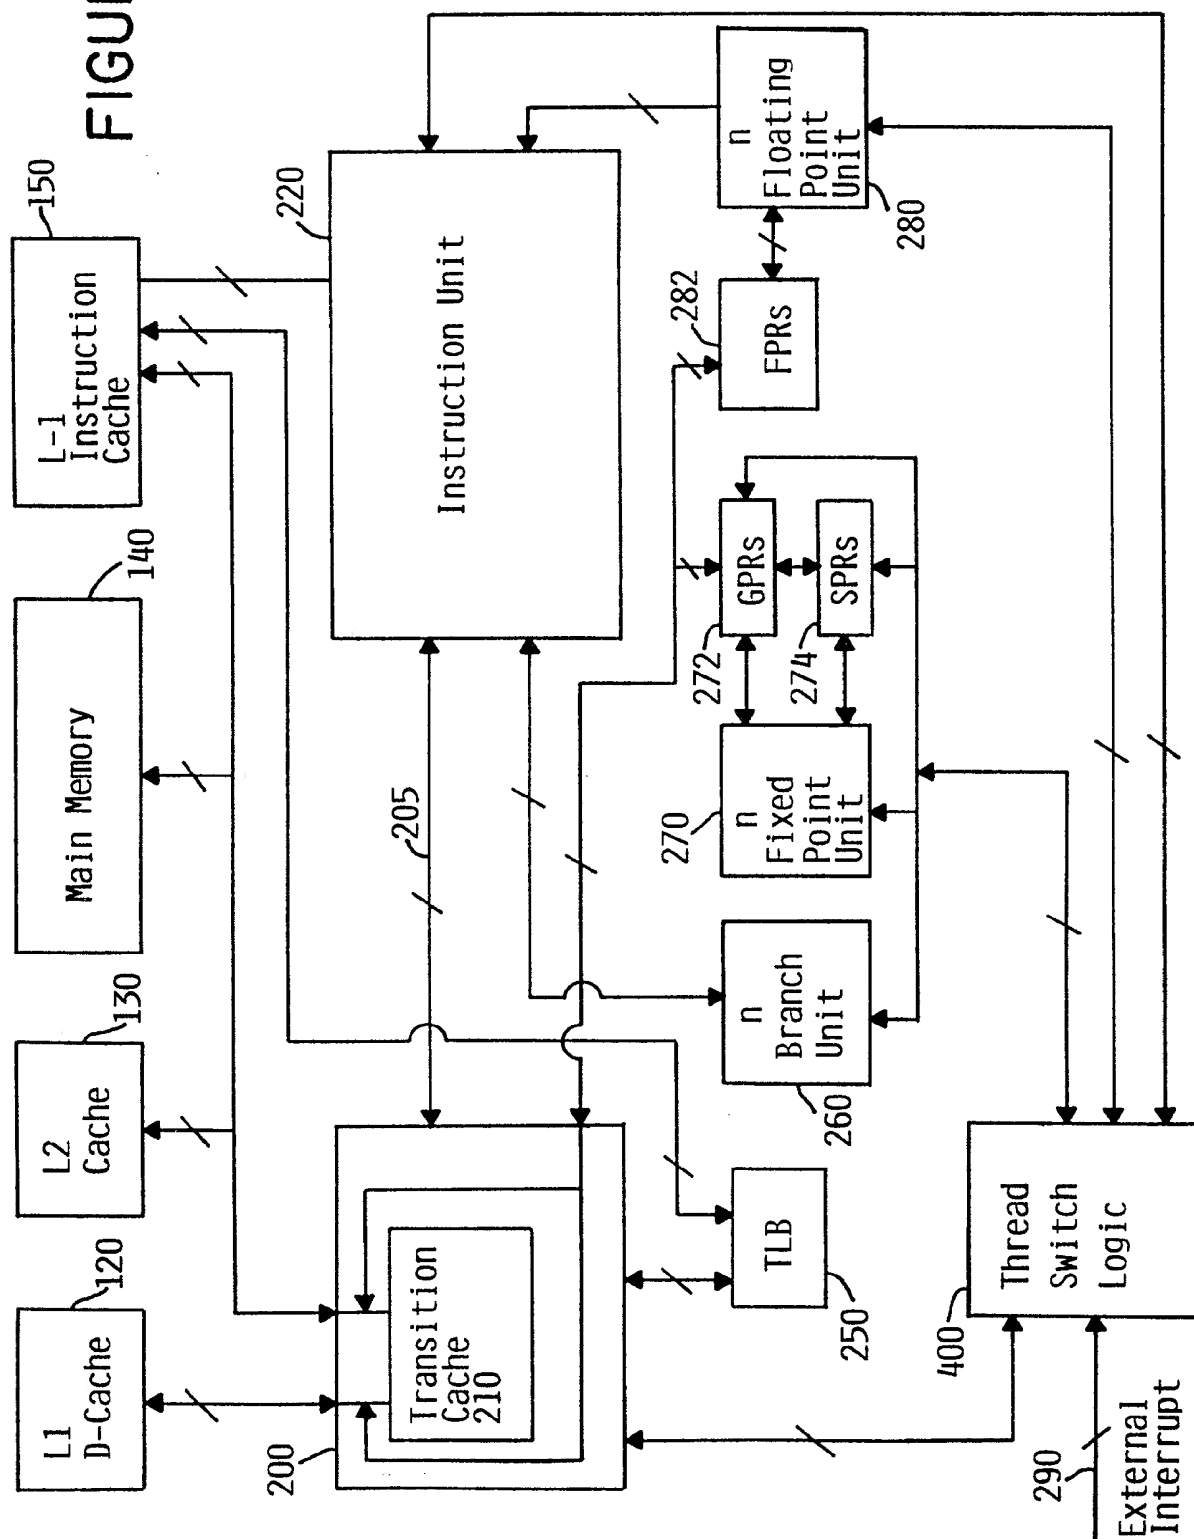 FIGU
L1
D-Cache
120
L2
Cache
130
Main Memory
140
L-1
Instruction
Cache
150
200
Transition
Cache
210
205
Instruction Unit
220
TLB
250
n
Branch
Unit
260
n
Fixed
Point
Unit
270
GPRs
272
SPRs
274
FPRs
282
n
Floating
Point
Unit
280
Thread
Switch
Logic
400
290
External
Interrupt